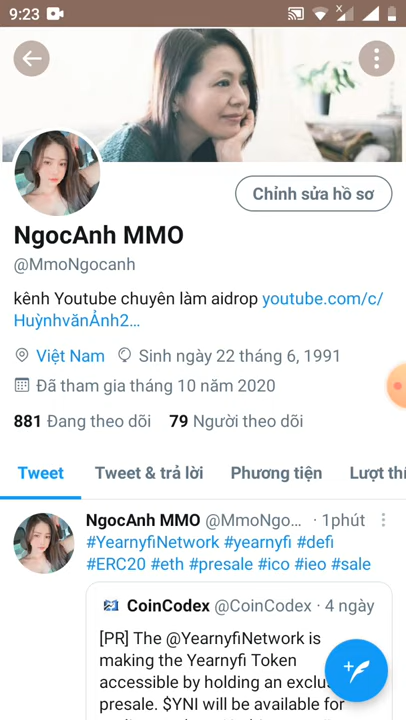 9:23
Chỉnh sửa hồ sơ
NgocAnh MMO
@MmoNgocanh
kênh Youtube chuyên làm aidrop youtube.com/c/
HuỳnhvănẢnh2…
Việt Nam Sinh ngày 22 tháng 6, 1991
Đã tham gia tháng 10 năm 2020
881 Đang theo dõi 79 Người theo dõi
Tweet Tweet & trả lời Phương tiện Lượt thí
NgocAnh MMO @MmoNgo… · 1phút
#YearnyfiNetwork #yearnyfi #defi
#ERC20 #eth #presale #ico #ieo #sale
CoinCodex @CoinCodex · 4 ngày
[PR] The @YearnyfiNetwork is
making the Yearnyfi Token
accessible by holding an exclus
presale. $YNI will be available for